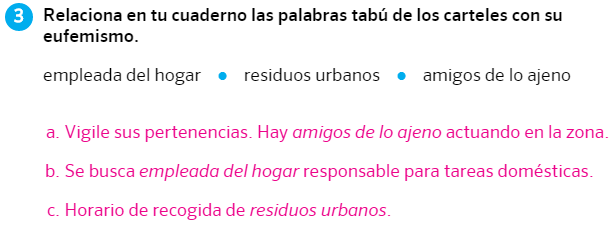 3 Relaciona en tu cuaderno las palabras tabú de los carteles con su
eufemismo.
empleada del hogar ● residuos urbanos ● amigos de lo ajeno
a. Vigile sus pertenencias. Hay amigos de lo ajeno actuando en la zona.
b. Se busca empleada del hogar responsable para tareas domésticas.
c. Horario de recogida de residuos urbanos.